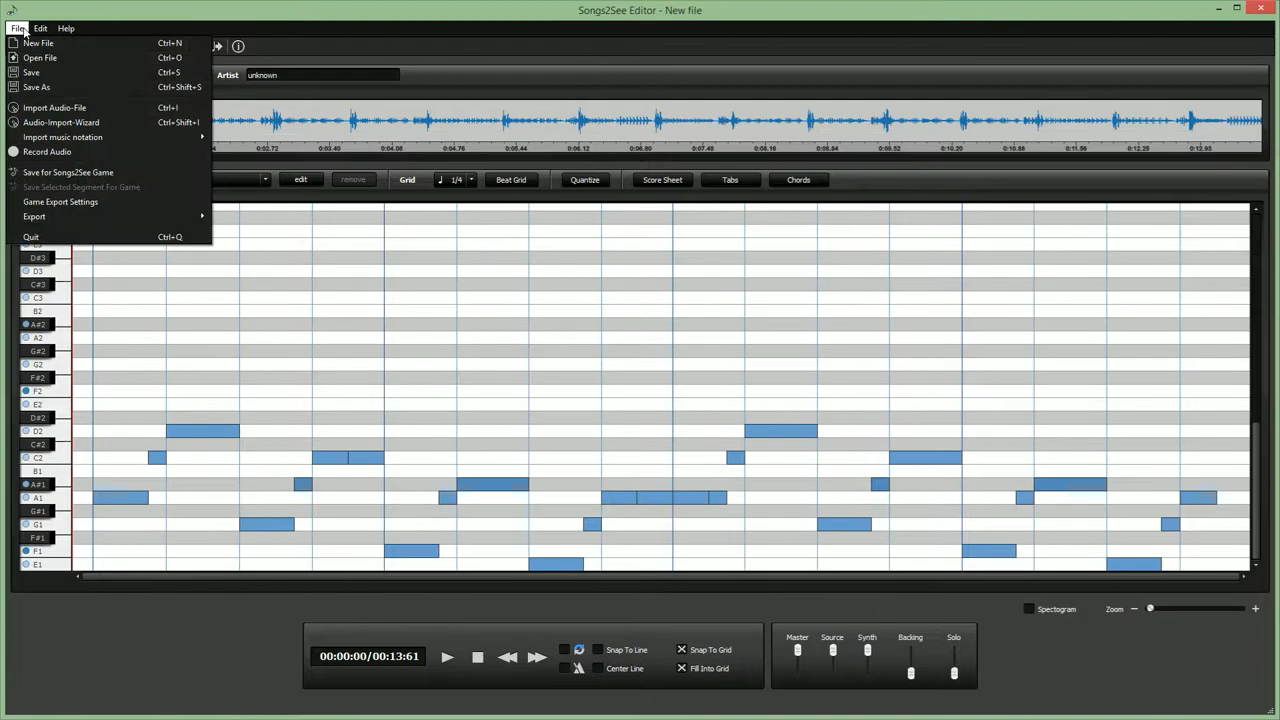 Songs2See Editor - New file
File Edit Help
New File Ctrl+N
Open File Ctrl+O
Save Ctrl+S
Save As Ctrl+Shift+S
Import Audio-File Ctrl+I
Audio-Import-Wizard Ctrl+Shift+I
Import music notation
Record Audio
Save for Songs2See Game
Save Selected Segment For Game
Game Export Settings
Export
Quit Ctrl+Q
Artist unknown
0:02.72 0:03.40 0:04.08 0:04.76 0:05.44 0:06.12 0:06.80 0:07.48 0:08.16 0:08.84 0:09.52 0:10.20 0:10.88 0:11.56 0:12.25 0:12.93
edit remove Grid 1/4 Beat Grid Quantize Score Sheet Tabs Chords
D#3
D3
C#3
C3
B2
A#2
A2
G#2
G2
F#2
F2
E2
D#2
D2
C#2
C2
B1
A#1
A1
G#1
G1
F#1
F1
E1
Spectogram Zoom
00:00:00/00:13:61
Snap To Line Snap To Grid
Center Line Fill Into Grid
Master Source Synth Backing Solo